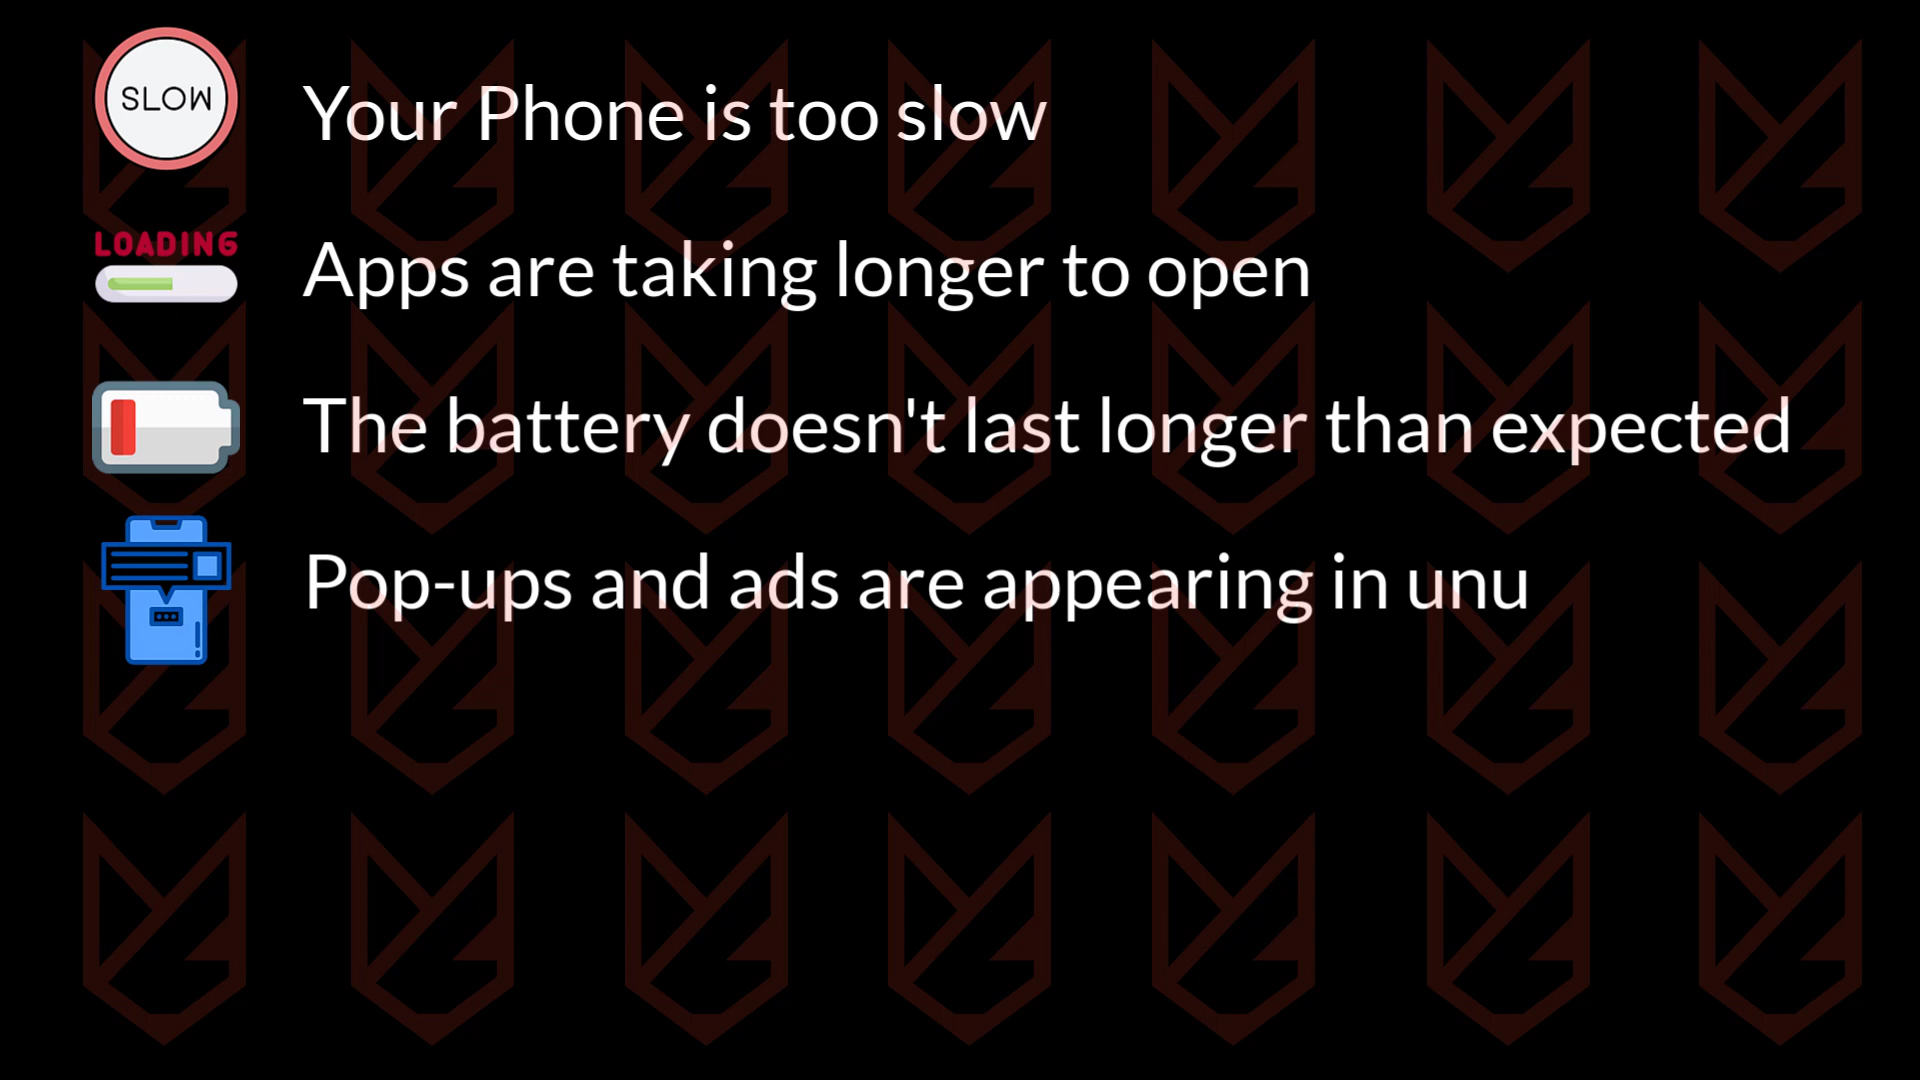 SLOW
Your Phone is too slow
LOADING
Apps are taking longer to open
The battery doesn't last longer than expected
Pop-ups and ads are appearing in unu